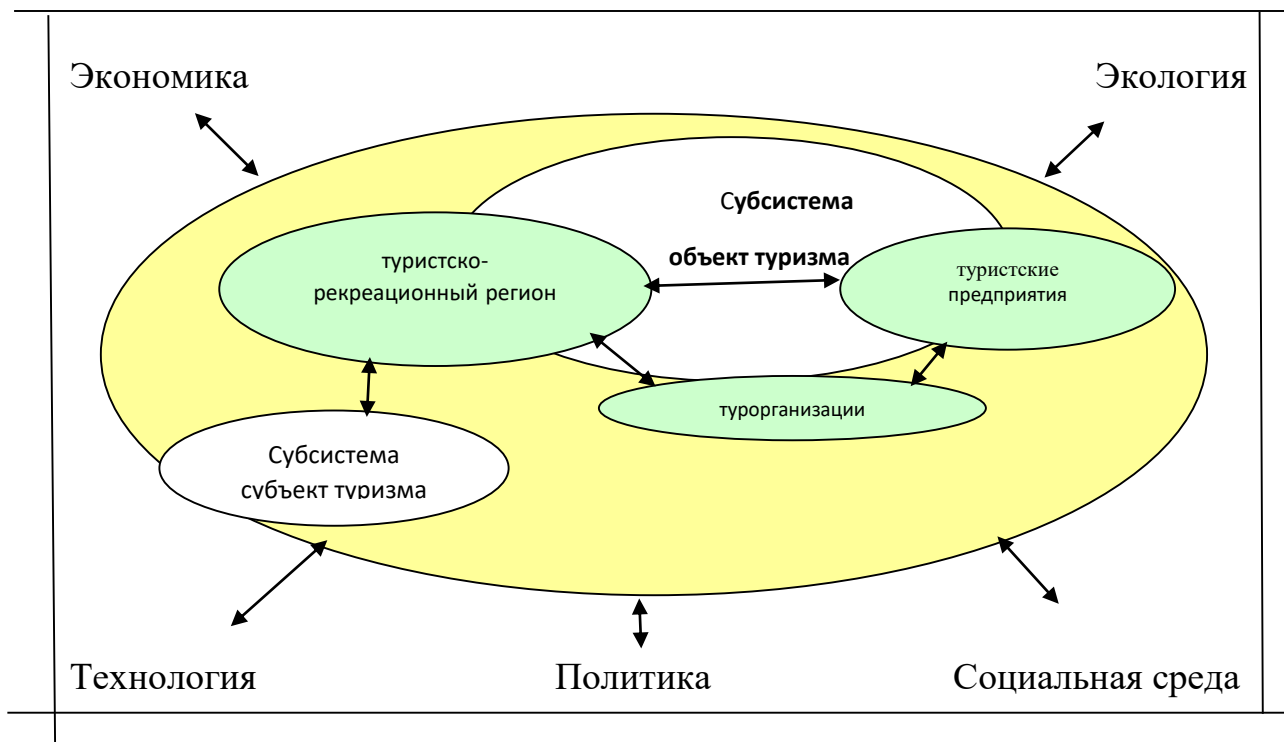 Экономика
Экология
Субсистема
объект туризма
туристско-
рекреационный регион
туристские
предприятия
турорганизации
Субсистема
субъект туризма
Технология
Политика
Социальная среда